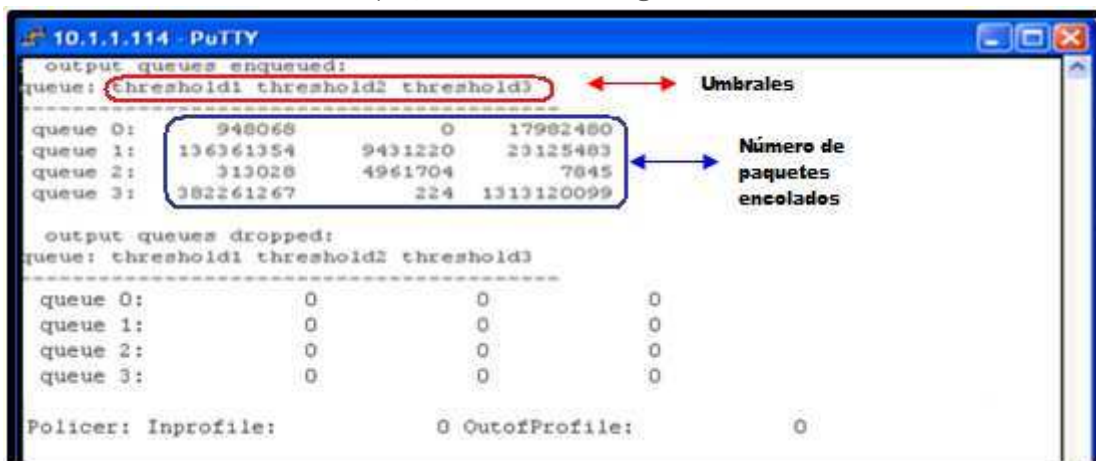 10.1.1.114 - PuTTY
output queues enqueued:
queue: threshold1 threshold2 threshold3
Umbrales
queue 0: 948068 0 17982480
queue 1: 136361354 9431220 23125483
queue 2: 313028 4961704 7845
queue 3: 382261267 224 1313120099
Número de
paquetes
encolados
output queues dropped:
queue: threshold1 threshold2 threshold3
queue 0: 0 0 0
queue 1: 0 0 0
queue 2: 0 0 0
queue 3: 0 0 0
Policer: Inprofile: 0 OutofProfile: 0